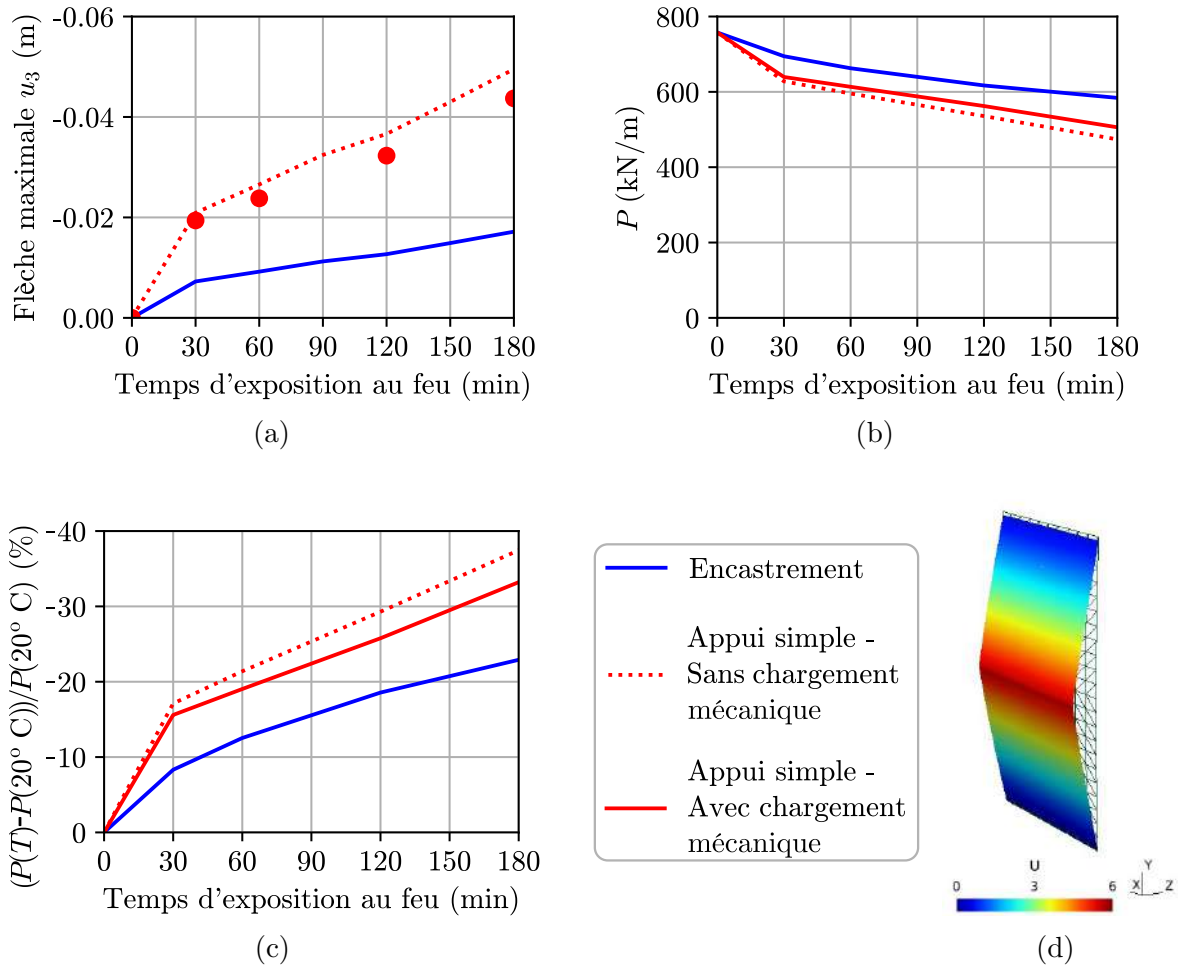 Flèche maximale u₃ (m)
-0.06
-0.04
-0.02
0.00
0 30 60 90 120 150 180
Temps d'exposition au feu (min)
(a)
P (kN/m)
800
600
400
200
0
0 30 60 90 120 150 180
Temps d'exposition au feu (min)
(b)
(P(T)-P(20° C))/P(20° C) (%)
-40
-30
-20
-10
0
0 30 60 90 120 150 180
Temps d'exposition au feu (min)
(c)
Encastrement
Appui simple -
Sans chargement
mécanique
Appui simple -
Avec chargement
mécanique
U
0 3 6
Y
X Z
(d)